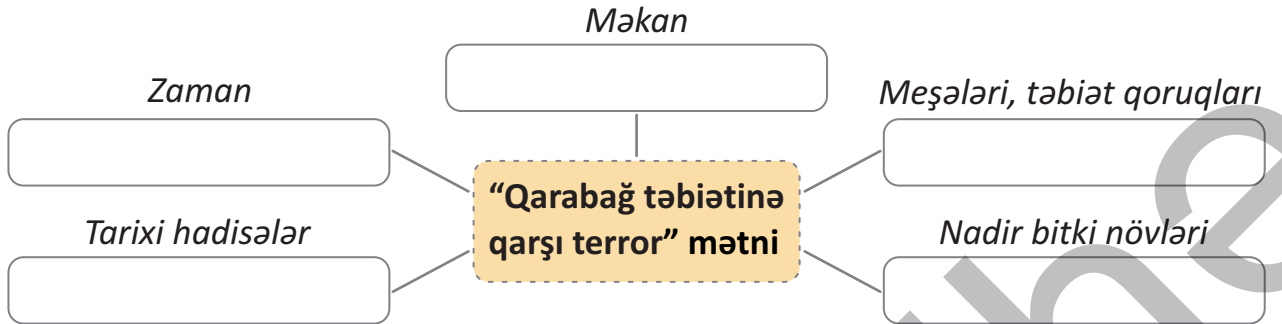 Məkan
Zaman
Meşələri, təbiət qoruqları
“Qarabağ təbiətinə
qarşı terror” mətni
Tarixi hadisələr
Nadir bitki növləri